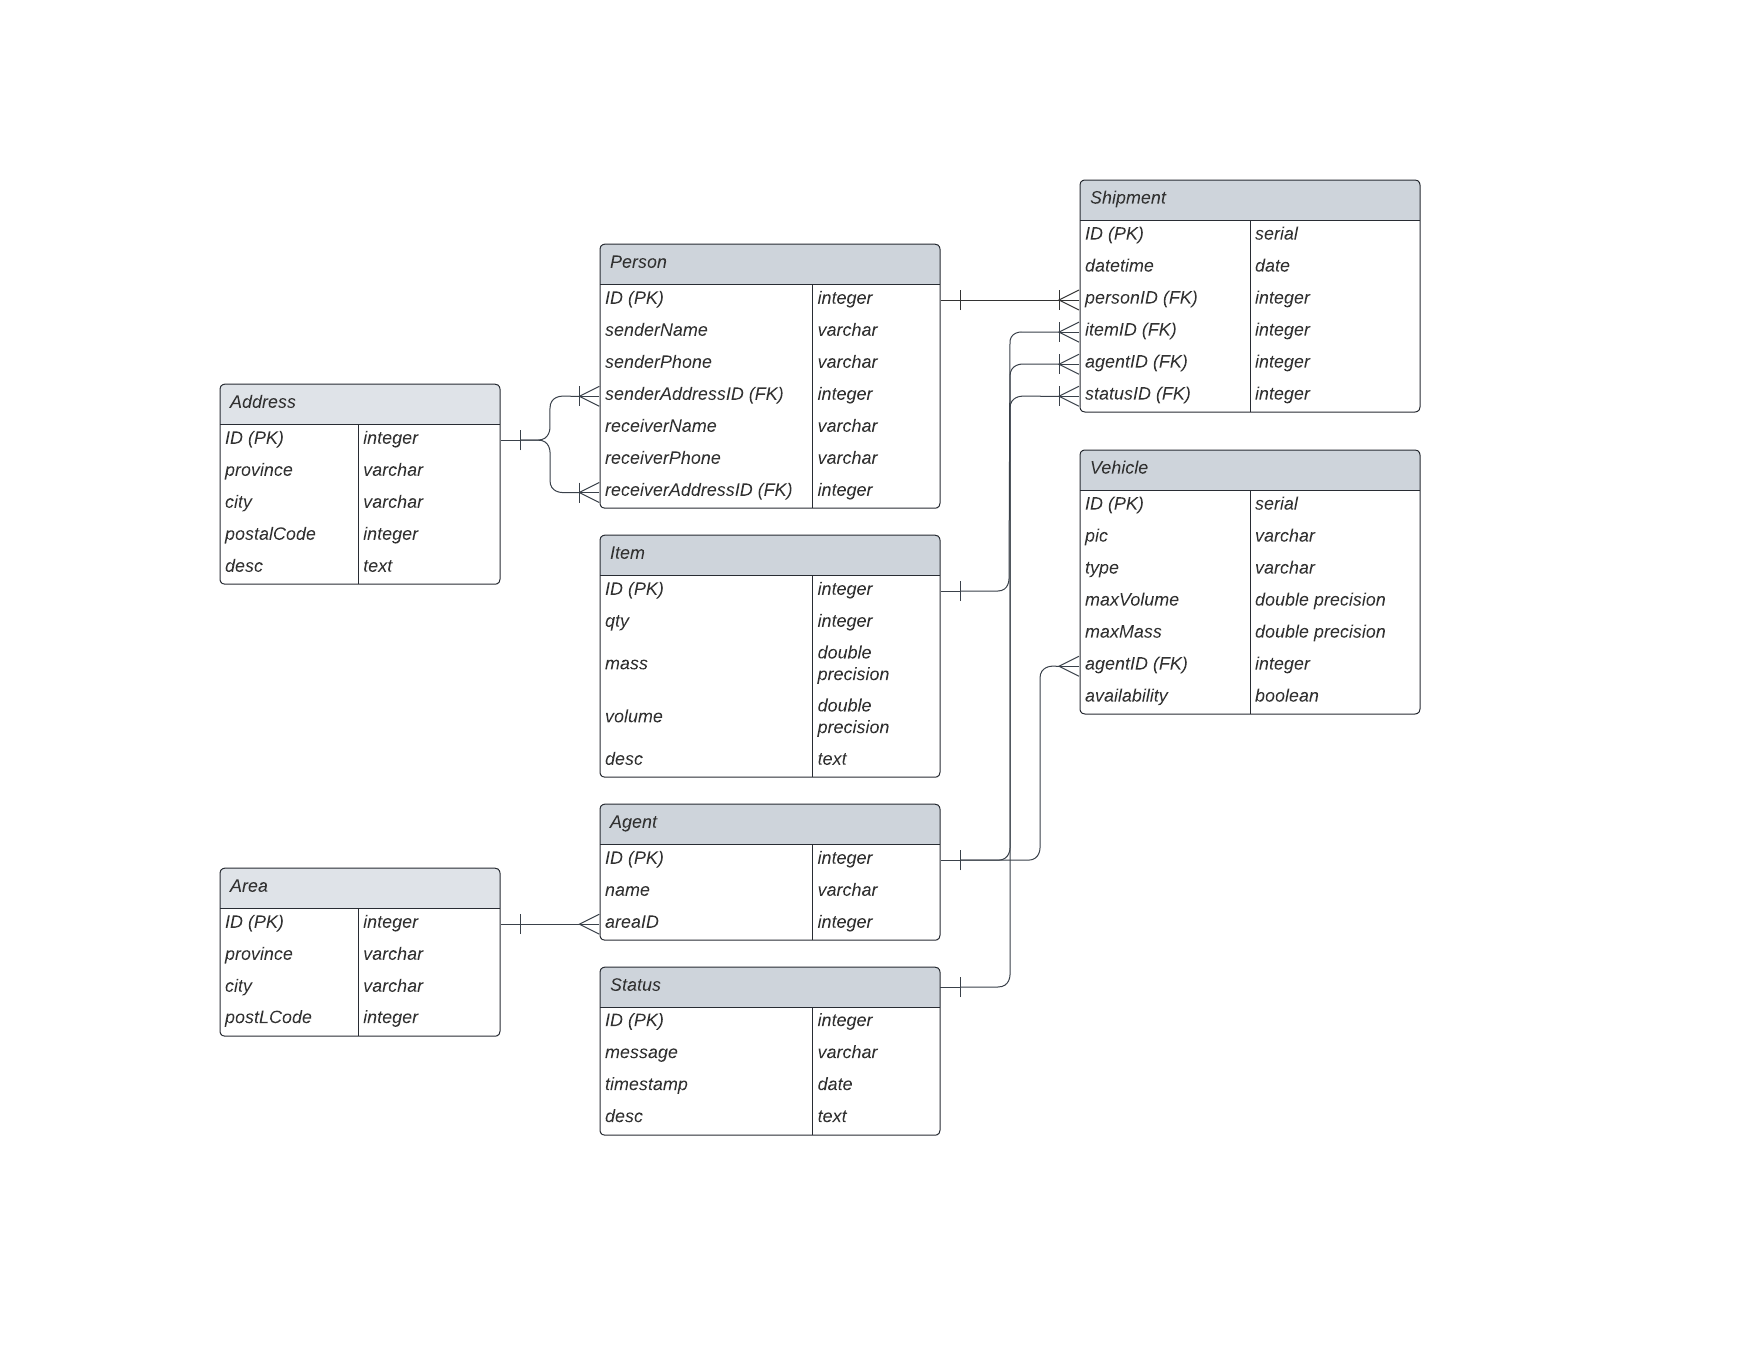 Shipment
ID (PK) serial
datetime date
personID (FK) integer
itemID (FK) integer
agentID (FK) integer
statusID (FK) integer
Person
ID (PK) integer
senderName varchar
senderPhone varchar
senderAddressID (FK) integer
receiverName varchar
receiverPhone varchar
receiverAddressID (FK) integer
Address
ID (PK) integer
province varchar
city varchar
postalCode integer
desc text
Vehicle
ID (PK) serial
pic varchar
type varchar
maxVolume double precision
maxMass double precision
agentID (FK) integer
availability boolean
Item
ID (PK) integer
qty integer
mass double
precision
volume double
precision
desc text
Agent
ID (PK) integer
name varchar
areaID integer
Area
ID (PK) integer
province varchar
city varchar
postLCode integer
Status
ID (PK) integer
message varchar
timestamp date
desc text